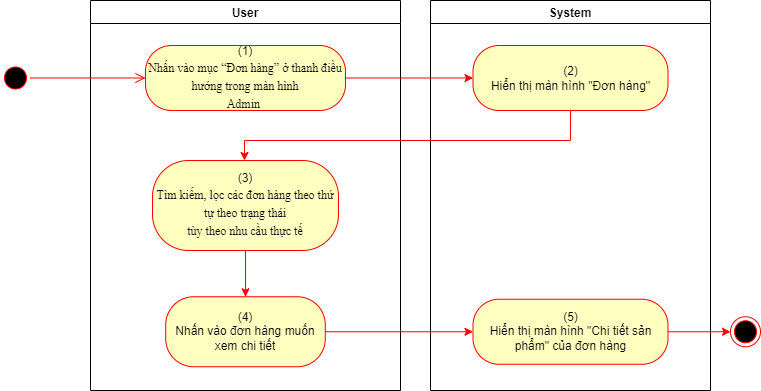 User
System
(1)
Nhấn vào mục “Đơn hàng” ở thanh điều
hướng trong màn hình
Admin
(2)
Hiển thị màn hình "Đơn hàng"
(3)
Tìm kiếm, lọc các đơn hàng theo thứ
tự theo trạng thái
tùy theo nhu cầu thực tế
(4)
Nhấn vào đơn hàng muốn
xem chi tiết
(5)
Hiển thị màn hình "Chi tiết sản
phẩm" của đơn hàng